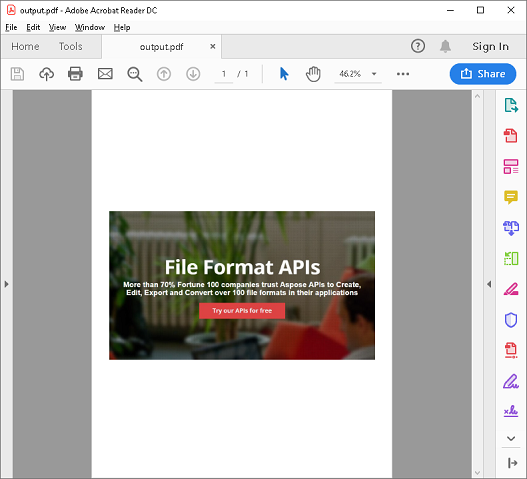 output.pdf - Adobe Acrobat Reader DC
File Edit View Window Help
Home Tools output.pdf × Sign In
1 / 1 46.2% Share
File Format APIs
More than 70% Fortune 100 companies trust Aspose APIs to Create,
Edit, Export and Convert over 100 file formats in their applications
Try our APIs for free